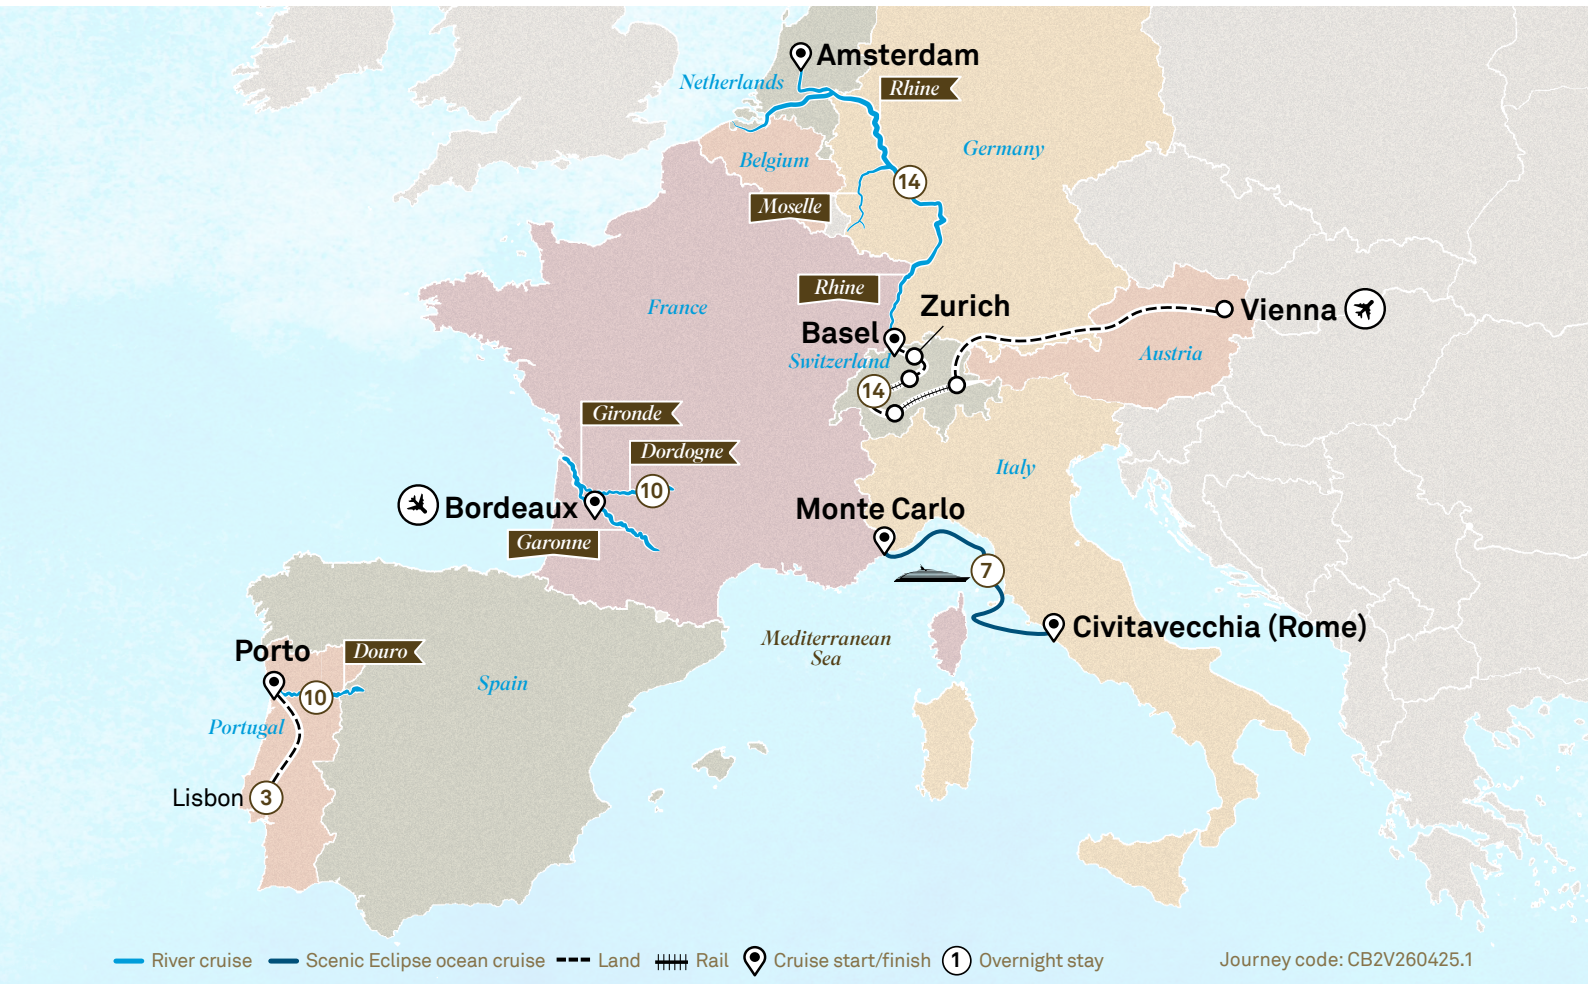 Amsterdam
Netherlands
Rhine
Germany
Belgium
14
Moselle
Rhine
France
Zurich
Vienna
Basel
Switzerland
Austria
14
Gironde
Dordogne
Italy
10
Bordeaux
Monte Carlo
Garonne
7
Civitavecchia (Rome)
Mediterranean
Sea
Porto
Douro
Spain
10
Portugal
Lisbon 3
River cruise
Scenic Eclipse ocean cruise
Land
Rail
Cruise start/finish
1 Overnight stay
Journey code: CB2V260425.1